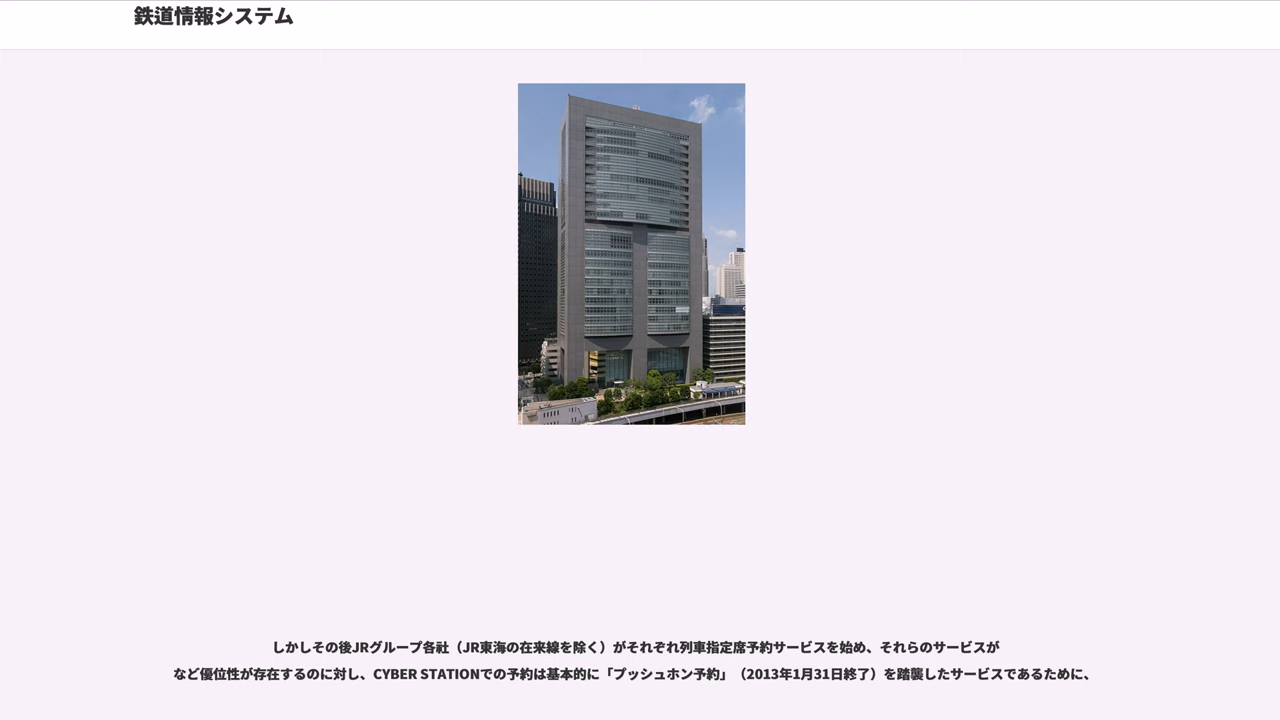 鉄道情報システム
しかしその後JRグループ各社（JR東海の在来線を除く）がそれぞれ列車指定席予約サービスを始め、それらのサービスが
など優位性が存在するのに対し、CYBER STATIONでの予約は基本的に「プッシュホン予約」（2013年1月31日終了）を踏襲したサービスであるために、